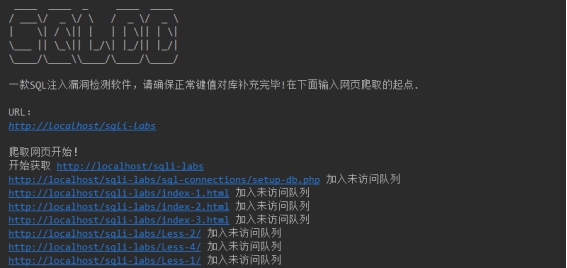 SQLDD
一款SQL注入漏洞检测软件，请确保正常键值对库补充完毕!在下面输入网页爬取的起点.
URL:
http://localhost/sqli-labs
爬取网页开始!
开始获取 http://localhost/sqli-labs
http://localhost/sqli-labs/sql-connections/setup-db.php 加入未访问队列
http://localhost/sqli-labs/index-1.html 加入未访问队列
http://localhost/sqli-labs/index-2.html 加入未访问队列
http://localhost/sqli-labs/index-3.html 加入未访问队列
http://localhost/sqli-labs/Less-2/ 加入未访问队列
http://localhost/sqli-labs/Less-4/ 加入未访问队列
http://localhost/sqli-labs/Less-1/ 加入未访问队列